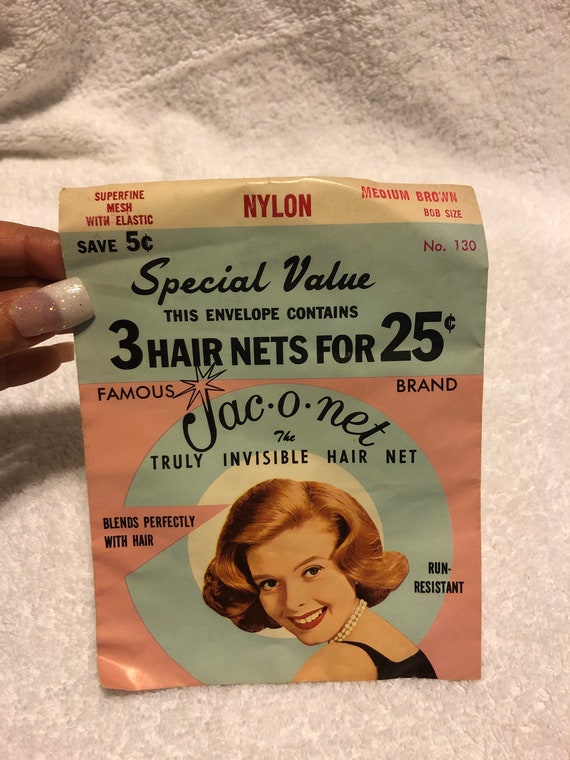 SUPERFINE
MESH
WITH ELASTIC
NYLON
MEDIUM BROWN
BOB SIZE
SAVE 5¢
No. 130
Special Value
THIS ENVELOPE CONTAINS
3 HAIR NETS FOR 25¢
FAMOUS
BRAND
Jac·o·net
The
TRULY INVISIBLE HAIR NET
BLENDS PERFECTLY
WITH HAIR
RUN-
RESISTANT